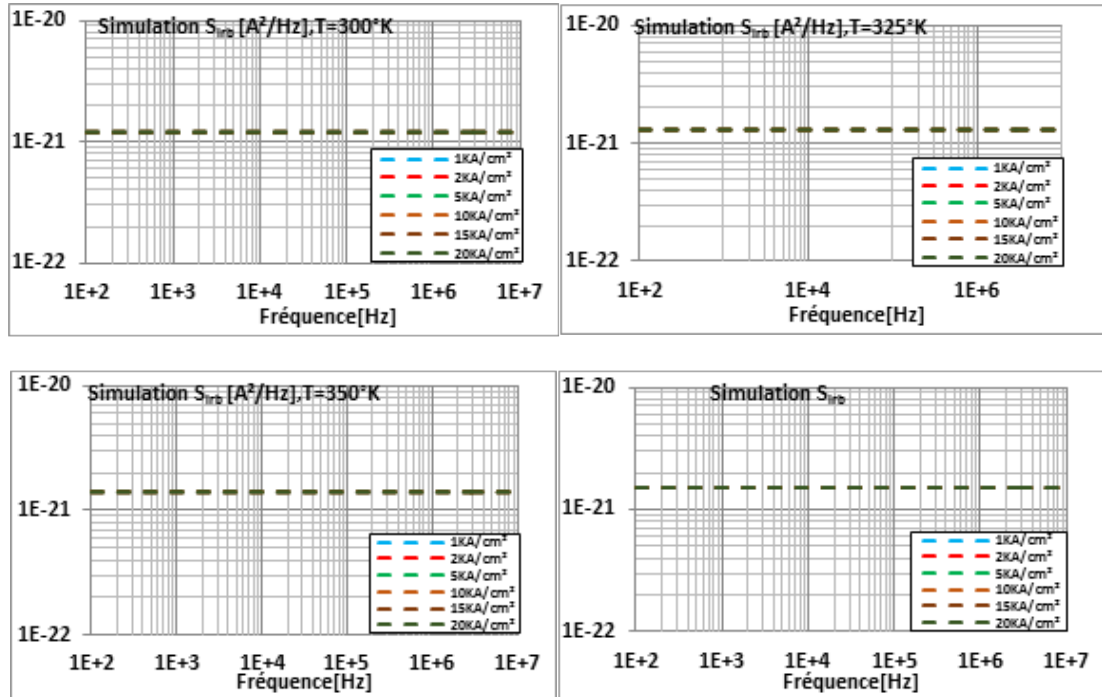 Simulation Sirb [A²/Hz],T=300°K
1E-20
1E-21
1E-22
1KA/cm²
2KA/cm²
5KA/cm²
10KA/cm²
15KA/cm²
20KA/cm²
1E+2 1E+3 1E+4 1E+5 1E+6 1E+7
Fréquence[Hz]
Simulation Sirb [A²/Hz],T=325°K
1E-20
1E-21
1E-22
1KA/cm²
2KA/cm²
5KA/cm²
10KA/cm²
15KA/cm²
20KA/cm²
1E+2 1E+4 1E+6
Fréquence[Hz]
Simulation Sirb [A²/Hz],T=350°K
1E-20
1E-21
1E-22
1KA/cm²
2KA/cm²
5KA/cm²
10KA/cm²
15KA/cm²
20KA/cm²
1E+2 1E+3 1E+4 1E+5 1E+6 1E+7
Fréquence[Hz]
Simulation Sirb
1E-20
1E-21
1E-22
1KA/cm²
2KA/cm²
5KA/cm²
10KA/cm²
15KA/cm²
20KA/cm²
1E+2 1E+3 1E+4 1E+5 1E+6 1E+7
Fréquence[Hz]